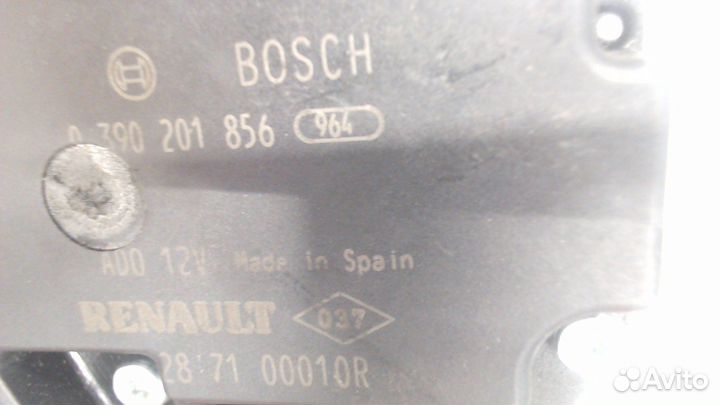 BOSCH
0 390 201 856 964
ADO 12V Made in Spain
RENAULT 037
28 71 00010R
Avito